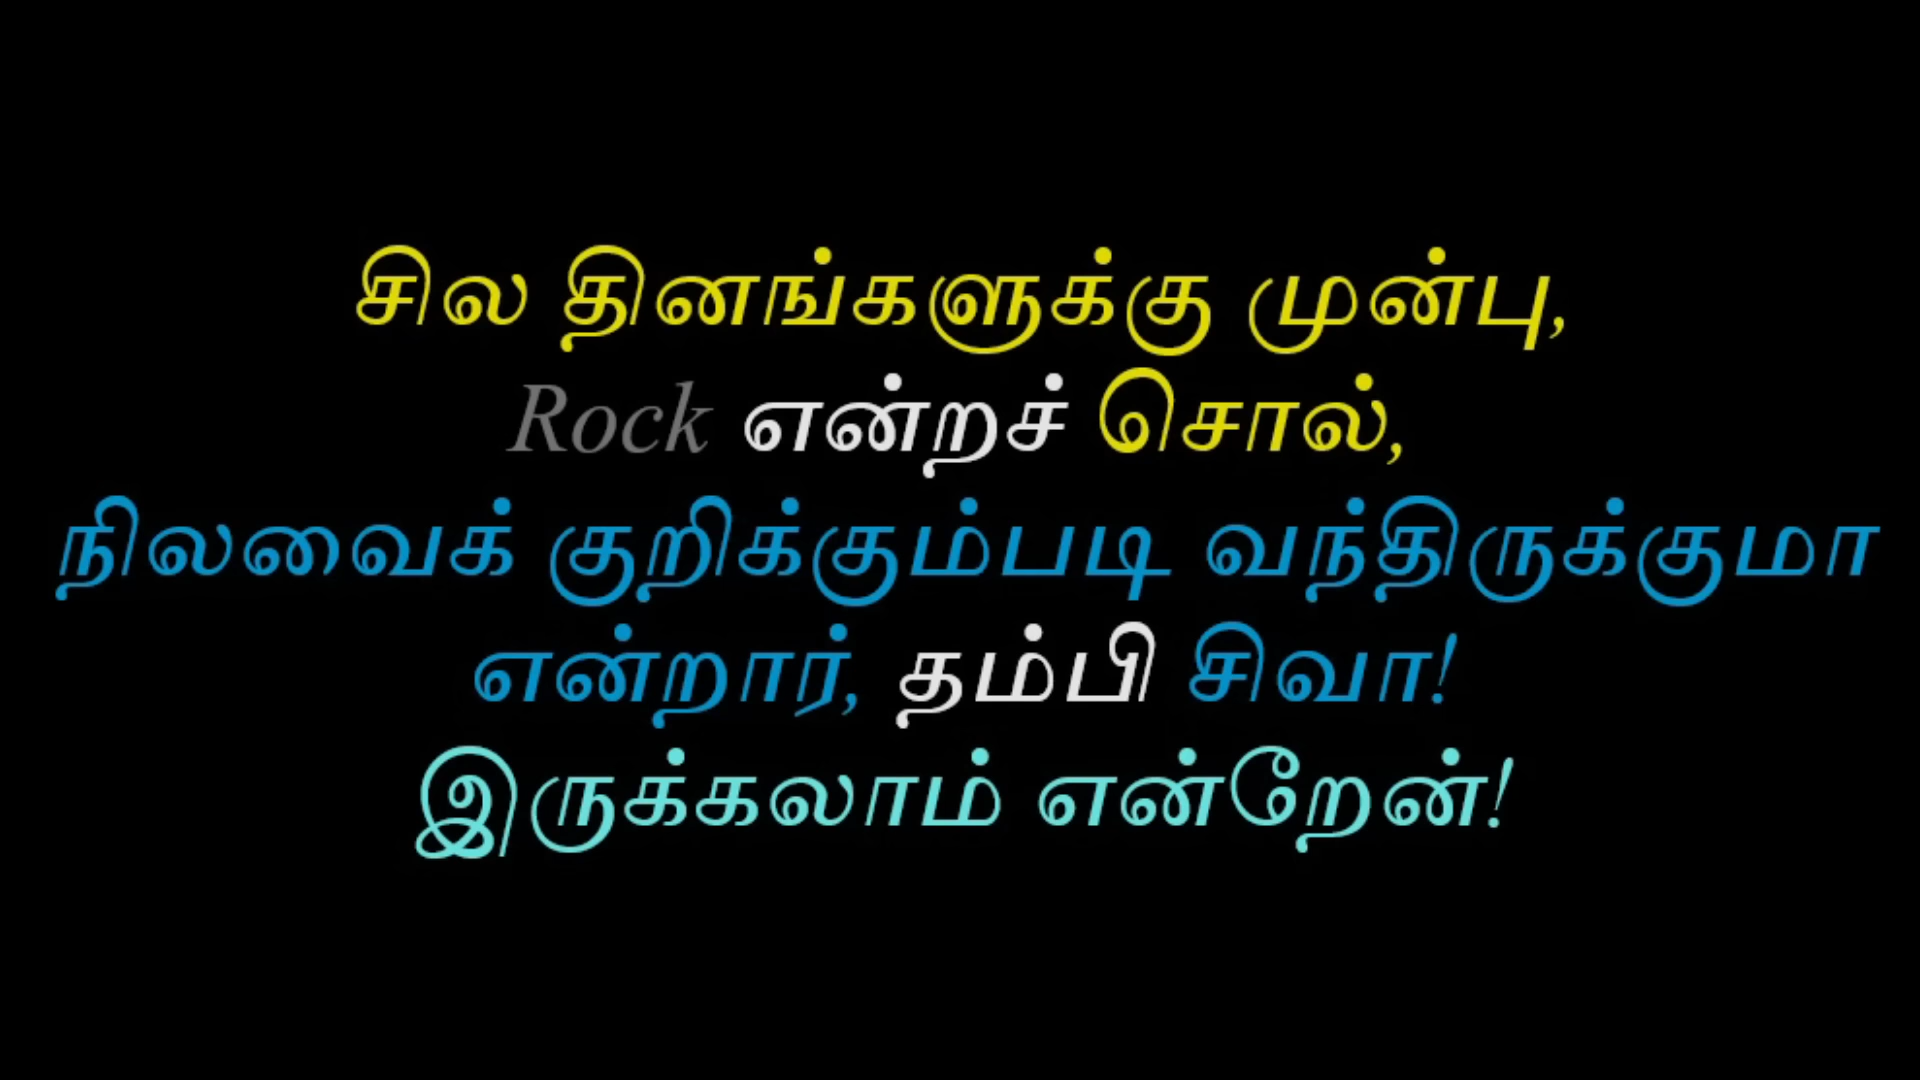 சில தினங்களுக்கு முன்பு,
Rock என்றச் சொல்,
நிலவைக் குறிக்கும்படி வந்திருக்குமா
என்றார், தம்பி சிவா!
இருக்கலாம் என்றேன்!